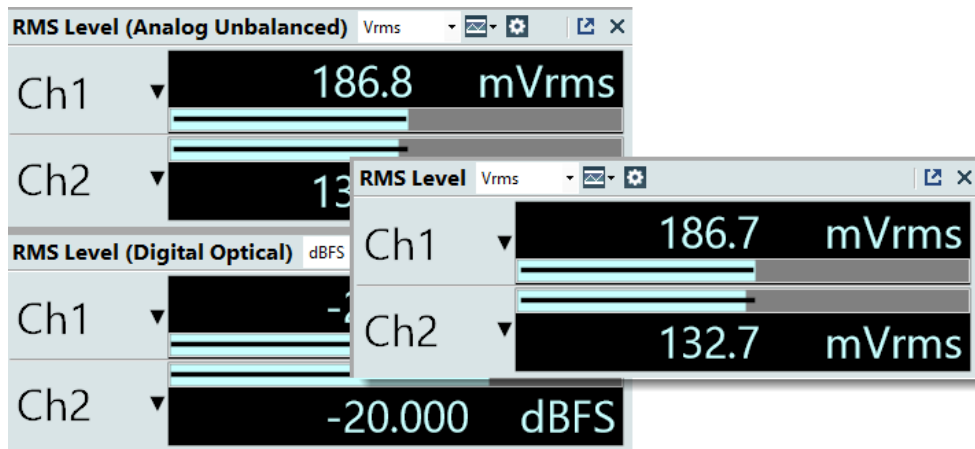 RMS Level (Analog Unbalanced) Vrms
Ch1 186.8 mVrms
Ch2 13
RMS Level Vrms
Ch1 186.7 mVrms
Ch2 132.7 mVrms
RMS Level (Digital Optical) dBFS
Ch1
Ch2 -20.000 dBFS